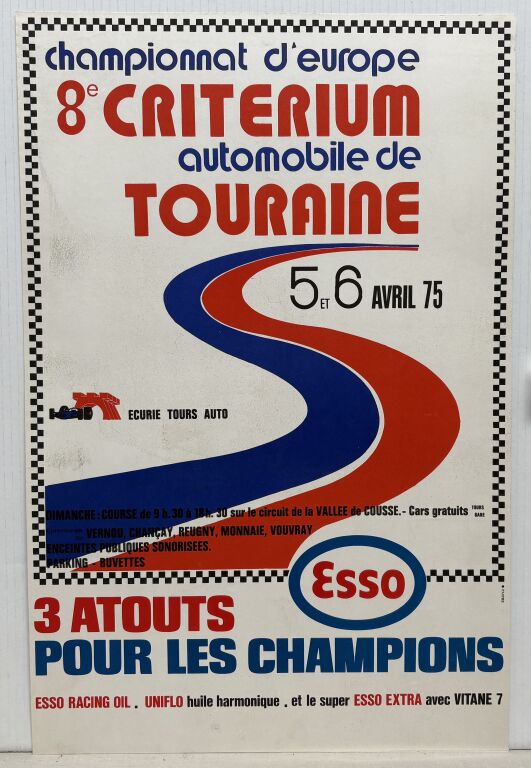 championnat d'europe
8e CRITERIUM
automobile de
TOURAINE
5 ET 6 AVRIL 75
ECURIE TOURS AUTO
DIMANCHE: COURSE de 9 h. 30 à 18 h. 30 sur le circuit de la VALLEE de COUSSE.- Cars gratuits TOURS GARE
VERNOU, CHANÇAY, REUGNY, MONNAIE, VOUVRAY
ENCEINTES PUBLIQUES SONORISEES.
PARKING - BUVETTES
Esso
3 ATOUTS
POUR LES CHAMPIONS
ESSO RACING OIL . UNIFLO huile harmonique . et le super ESSO EXTRA avec VITANE 7